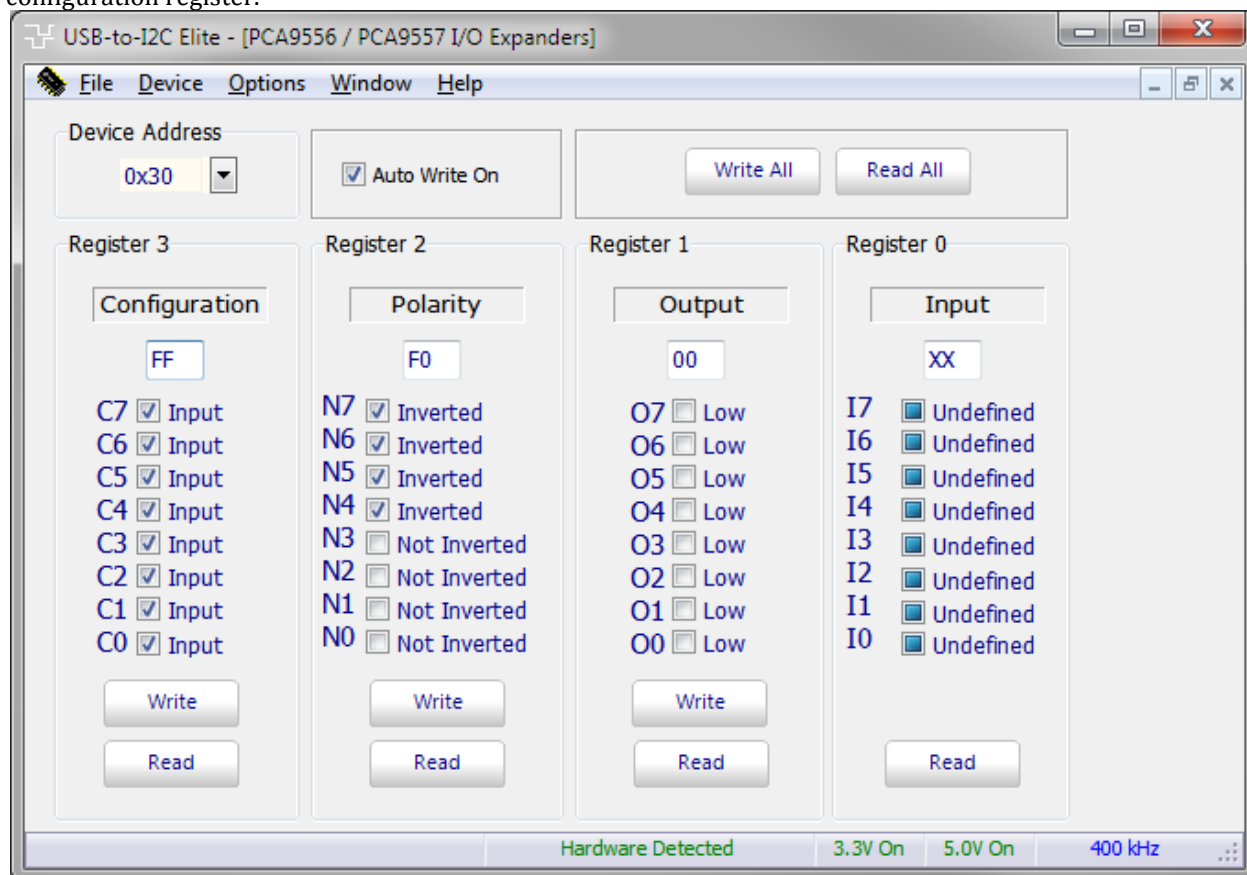 configuration register.
USB-to-I2C Elite - [PCA9556 / PCA9557 I/O Expanders]
File Device Options Window Help
Device Address
0x30
Auto Write On
Write All Read All
Register 3 Register 2 Register 1 Register 0
Configuration Polarity Output Input
FF F0 00 XX
C7 Input N7 Inverted O7 Low I7 Undefined
C6 Input N6 Inverted O6 Low I6 Undefined
C5 Input N5 Inverted O5 Low I5 Undefined
C4 Input N4 Inverted O4 Low I4 Undefined
C3 Input N3 Not Inverted O3 Low I3 Undefined
C2 Input N2 Not Inverted O2 Low I2 Undefined
C1 Input N1 Not Inverted O1 Low I1 Undefined
C0 Input N0 Not Inverted O0 Low I0 Undefined
Write Write Write
Read Read Read Read
Hardware Detected 3.3V On 5.0V On 400 kHz